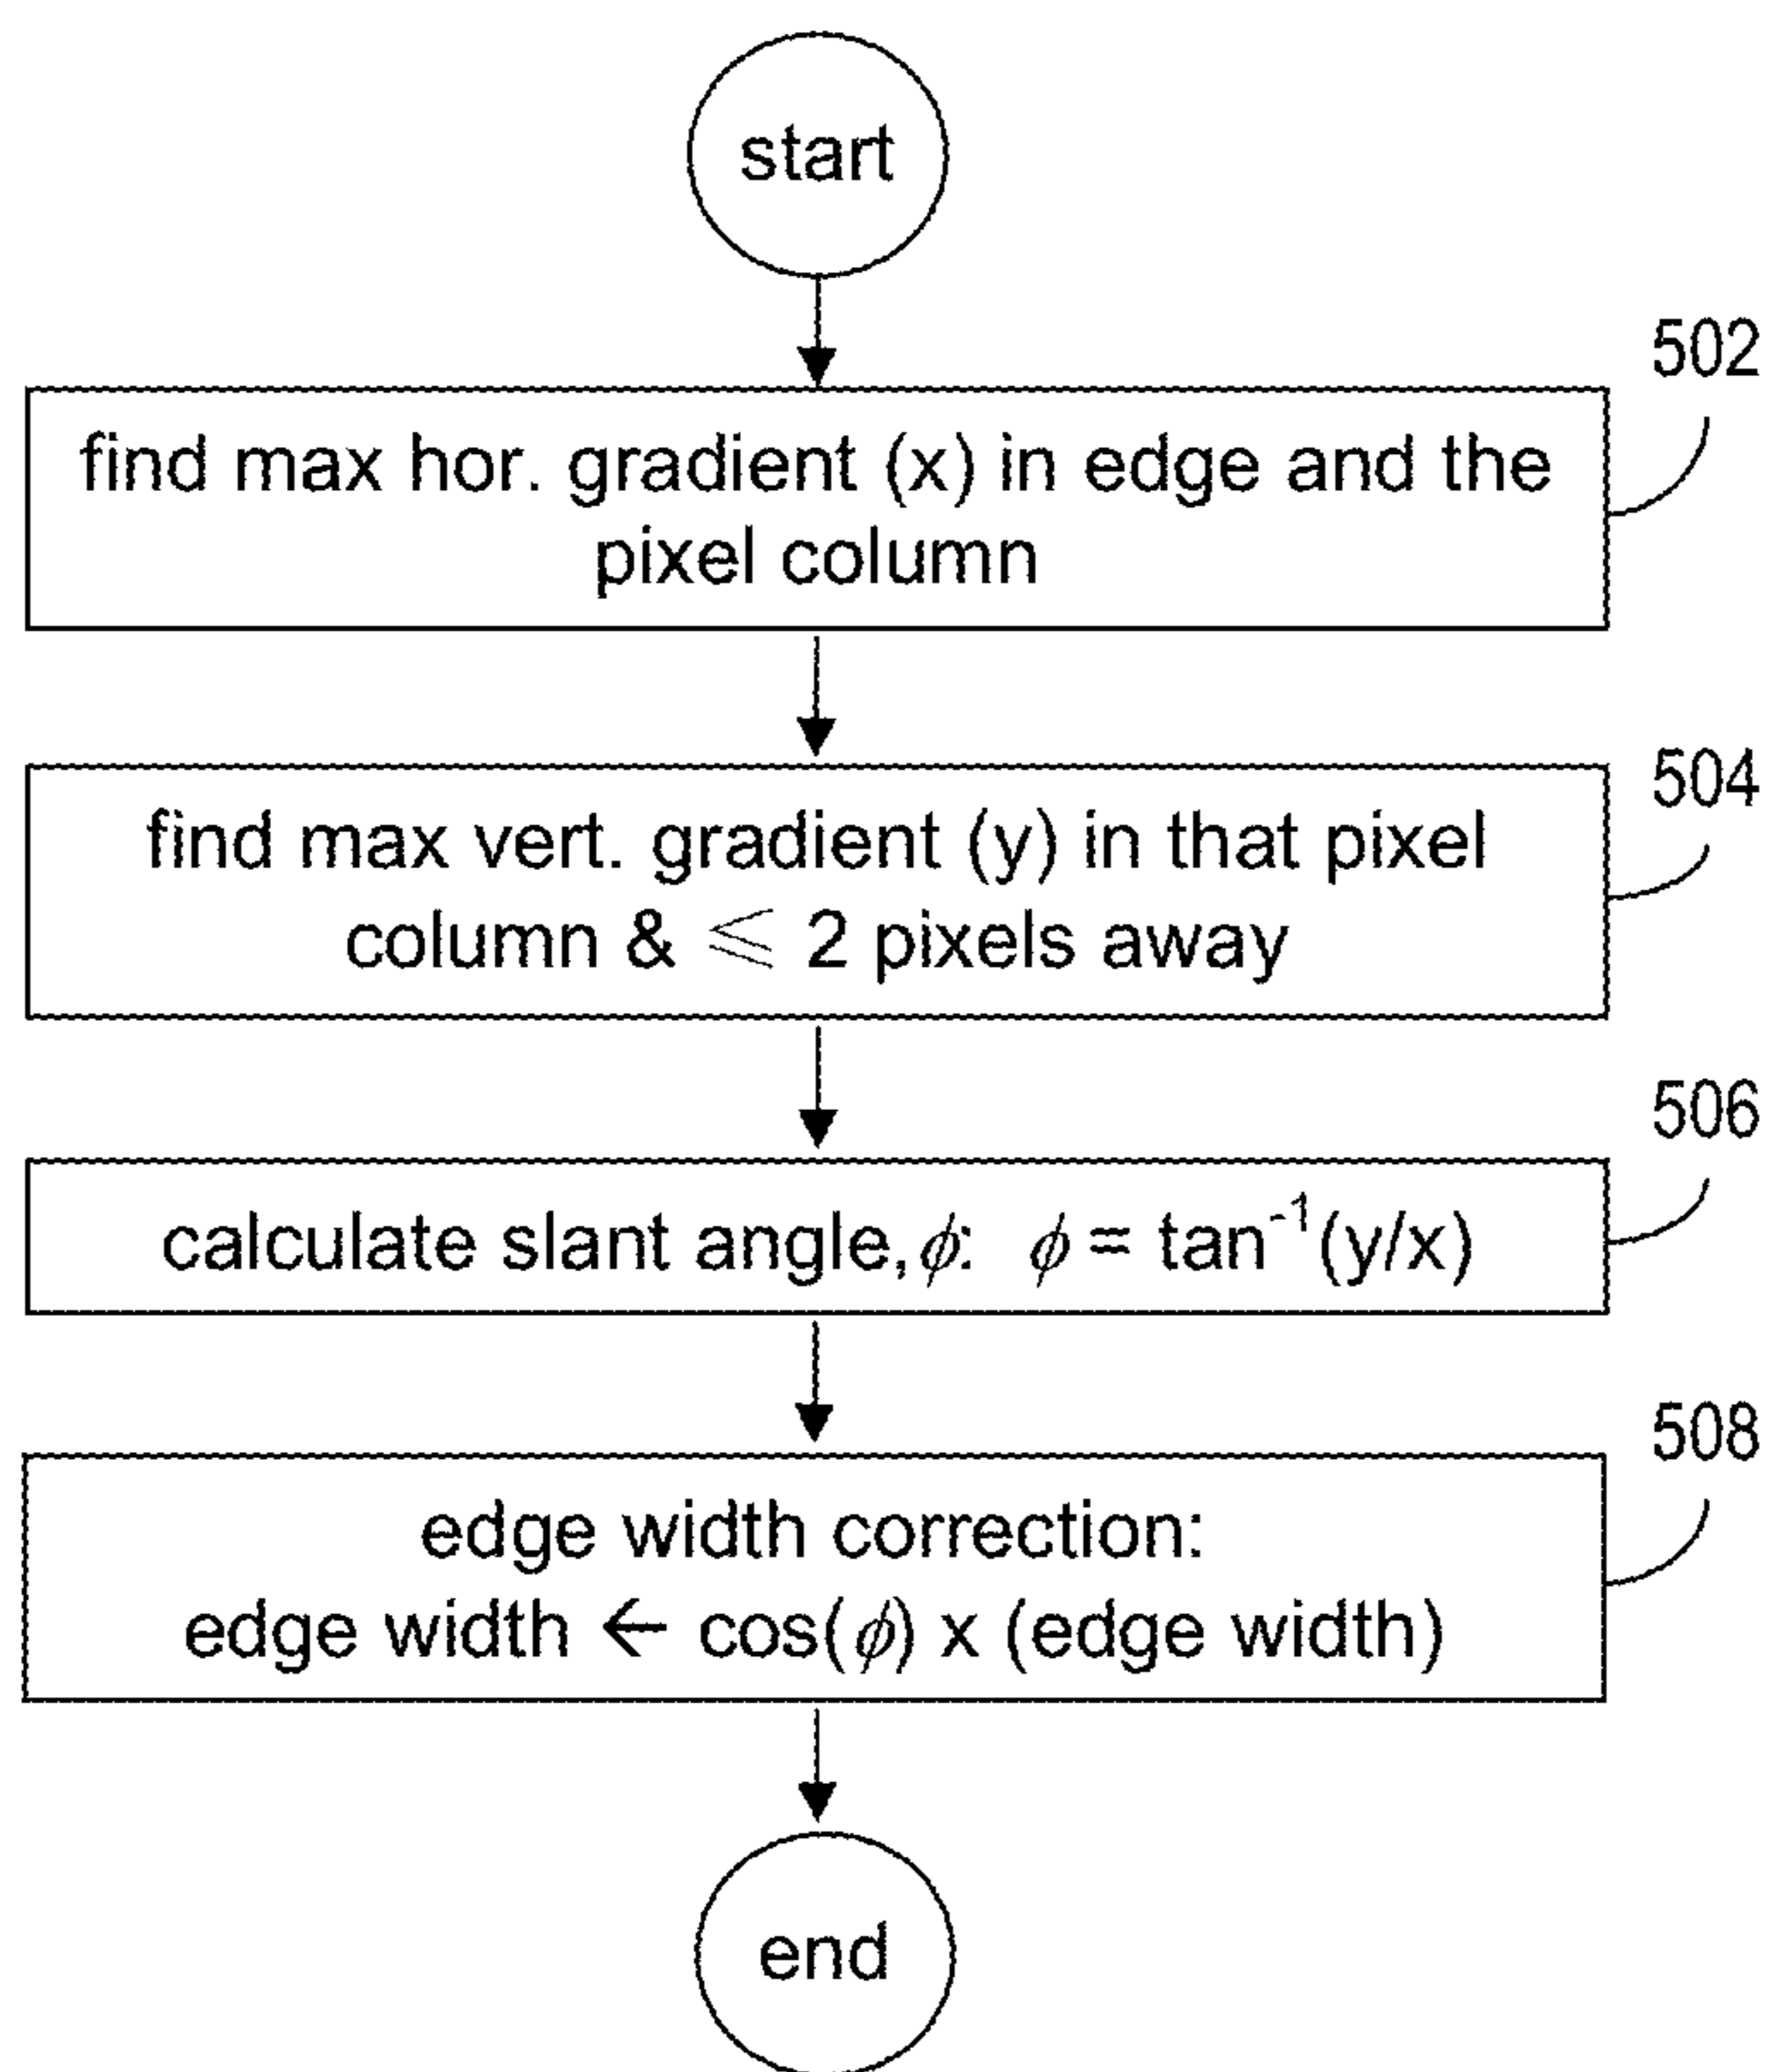 start
502
find max hor. gradient (x) in edge and the
pixel column
504
find max vert. gradient (y) in that pixel
column & ⩽ 2 pixels away
506
calculate slant angle, ϕ: ϕ = tan⁻¹(y/x)
508
edge width correction:
edge width ← cos(ϕ) x (edge width)
end